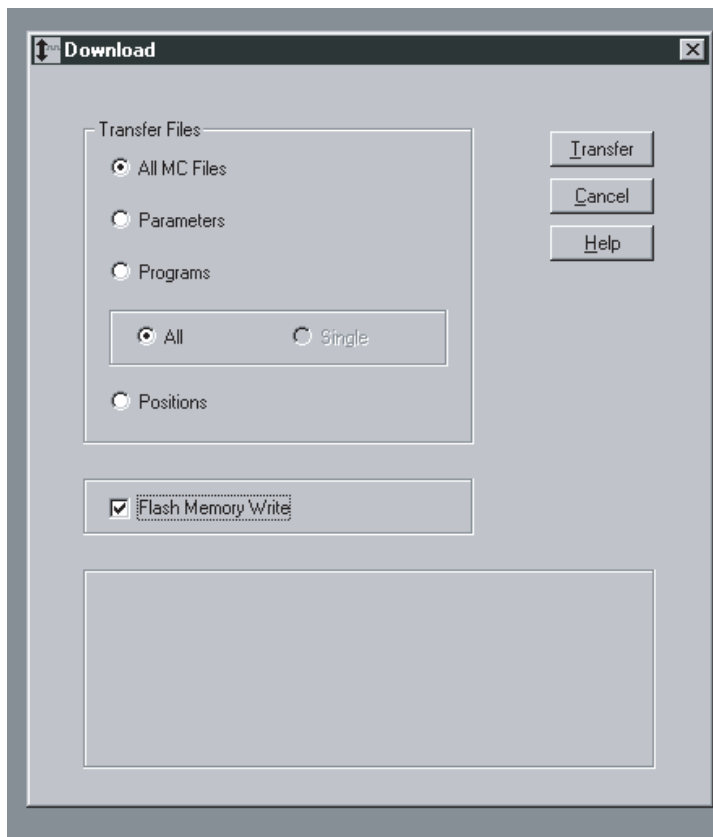 Download
Transfer Files
All MC Files
Transfer
Parameters
Cancel
Programs
Help
All Single
Positions
Flash Memory Write